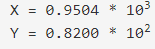 X = 0.9504 * 10³
Y = 0.8200 * 10²